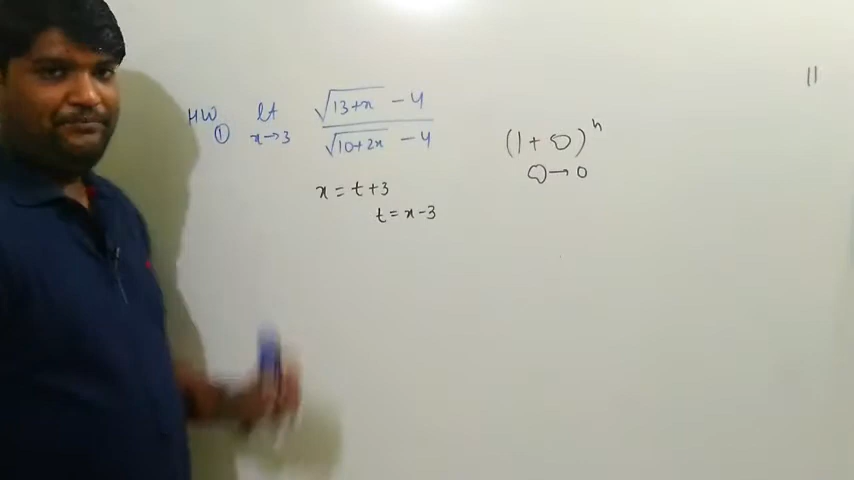 HW ① lt x→3 (√(13+x) - 4)/(√(10+2x) - 4)
x = t+3
t = x-3
(1+ )ⁿ
→ 0
11